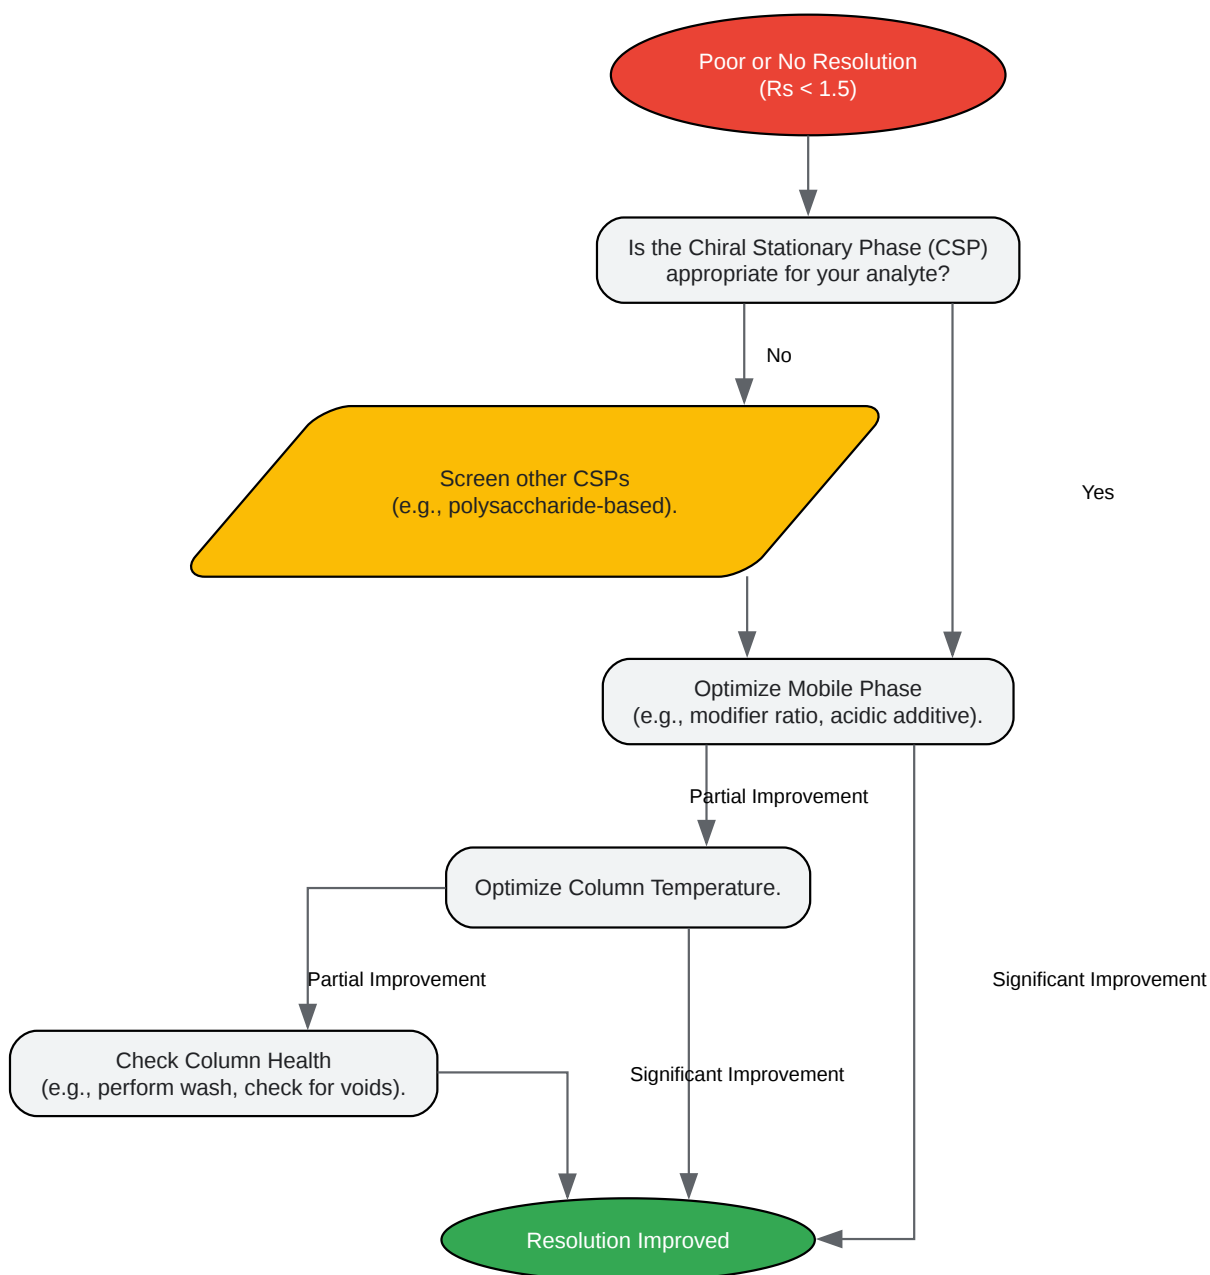 Poor or No Resolution
(Rs < 1.5)
Is the Chiral Stationary Phase (CSP)
appropriate for your analyte?
No
Screen other CSPs
(e.g., polysaccharide-based).
Yes
Optimize Mobile Phase
(e.g., modifier ratio, acidic additive).
Partial Improvement
Optimize Column Temperature.
Partial Improvement
Significant Improvement
Check Column Health
(e.g., perform wash, check for voids).
Significant Improvement
Resolution Improved